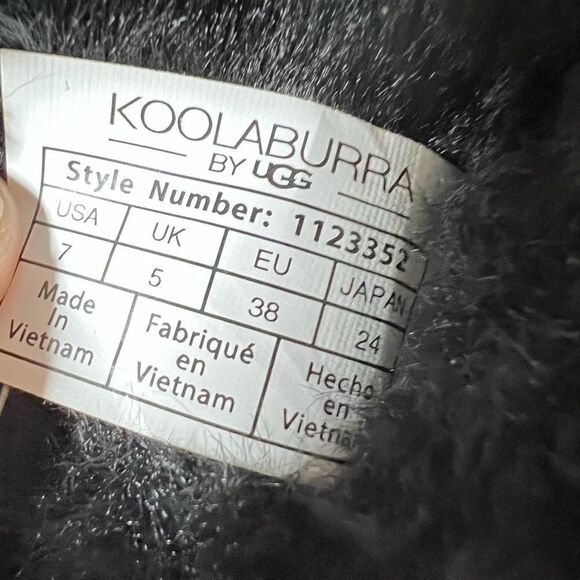 KOOLABURRA
BY UGG
Style Number: 1123352
USA UK EU JAPAN
7 5 38 24
Made In Vietnam
Fabriqué en Vietnam
Hecho en Vietnam